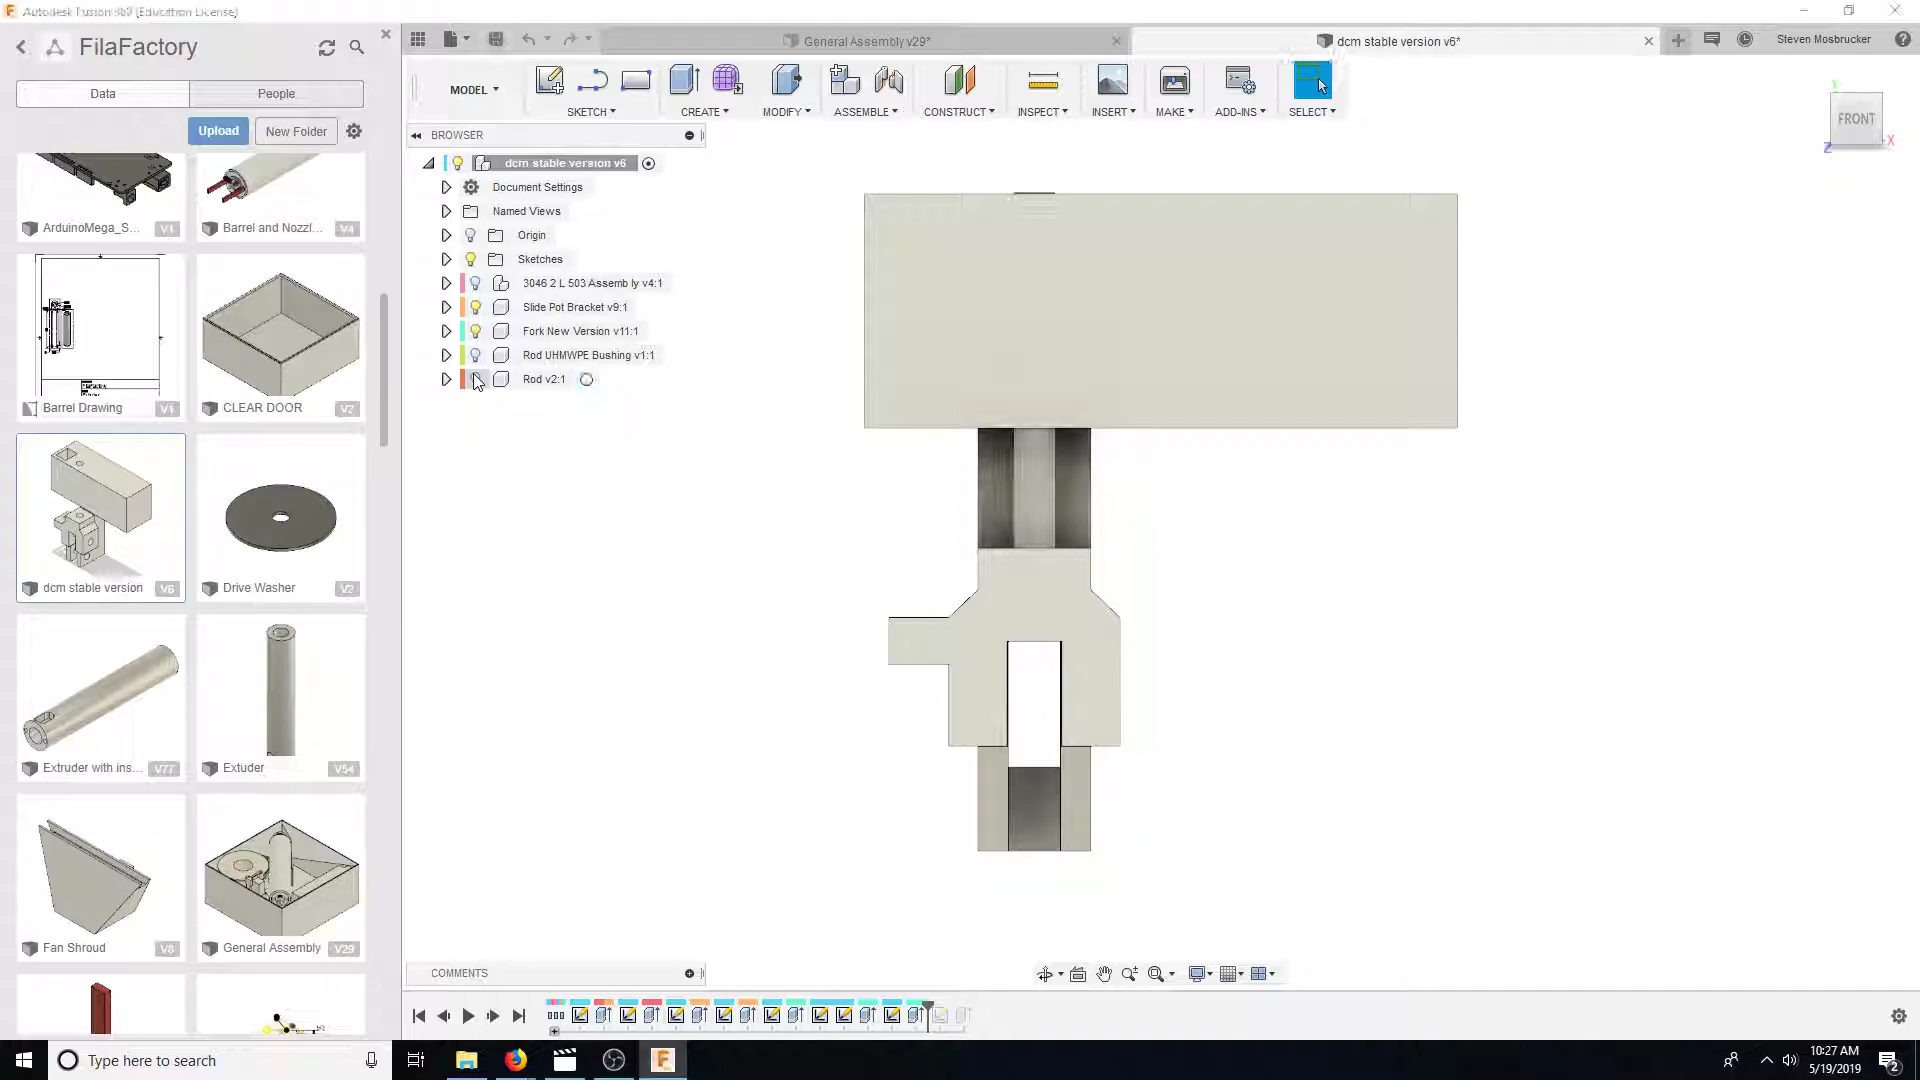 Autodesk Fusion 360 (Education License)
FilaFactory
Data
People
Upload
New Folder
ArduinoMega_S... V1
Barrel and Nozzl... V4
Barrel Drawing V1
CLEAR DOOR V2
dcm stable version V6
Drive Washer V2
Extruder with ins... V77
Extuder V54
Fan Shroud V8
General Assembly V29
General Assembly v29*
dcm stable version v6*
Steven Mosbrucker
MODEL
SKETCH
CREATE
MODIFY
ASSEMBLE
CONSTRUCT
INSPECT
INSERT
MAKE
ADD-INS
SELECT
BROWSER
dcm stable version v6
Document Settings
Named Views
Origin
Sketches
3046 2 L 503 Assembly v4:1
Slide Pot Bracket v9:1
Fork New Version v11:1
Rod UHMWPE Bushing v1:1
Rod v2:1
Y
FRONT
X
Z
COMMENTS
Type here to search
10:27 AM
5/19/2019
2